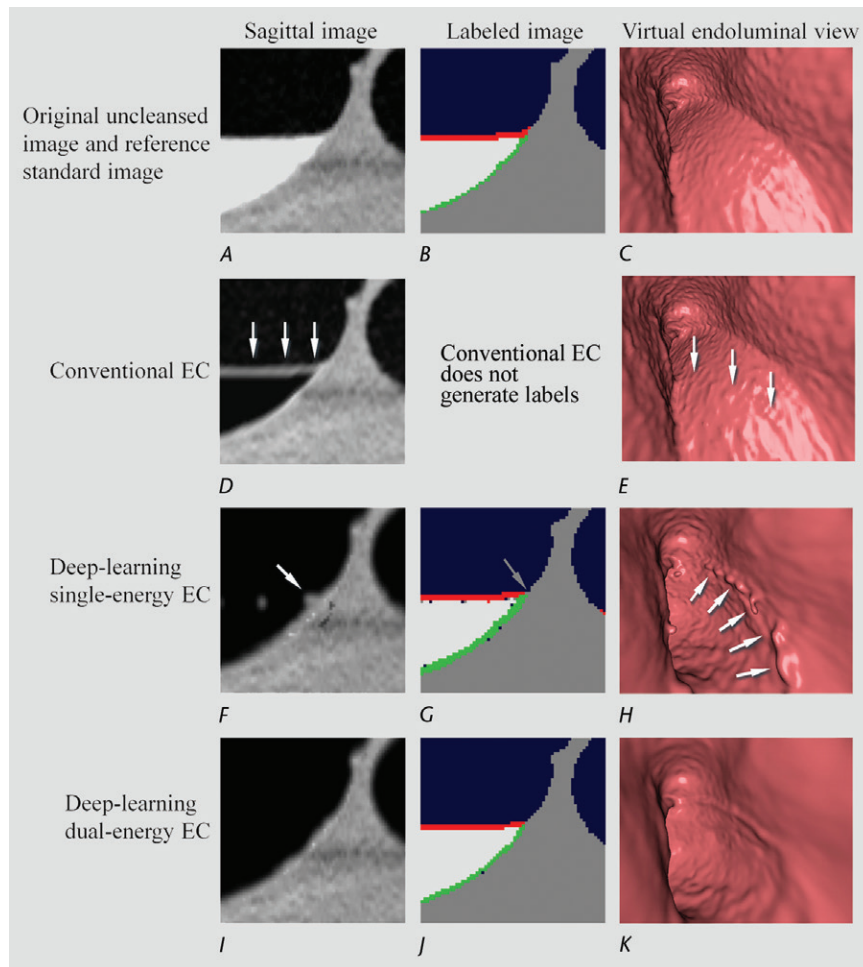 Sagittal image
Labeled image
Virtual endoluminal view
Original uncleansed
image and reference
standard image
A
B
C
Conventional EC
Conventional EC
does not
generate labels
D
E
Deep-learning
single-energy EC
F
G
H
Deep-learning
dual-energy EC
I
J
K